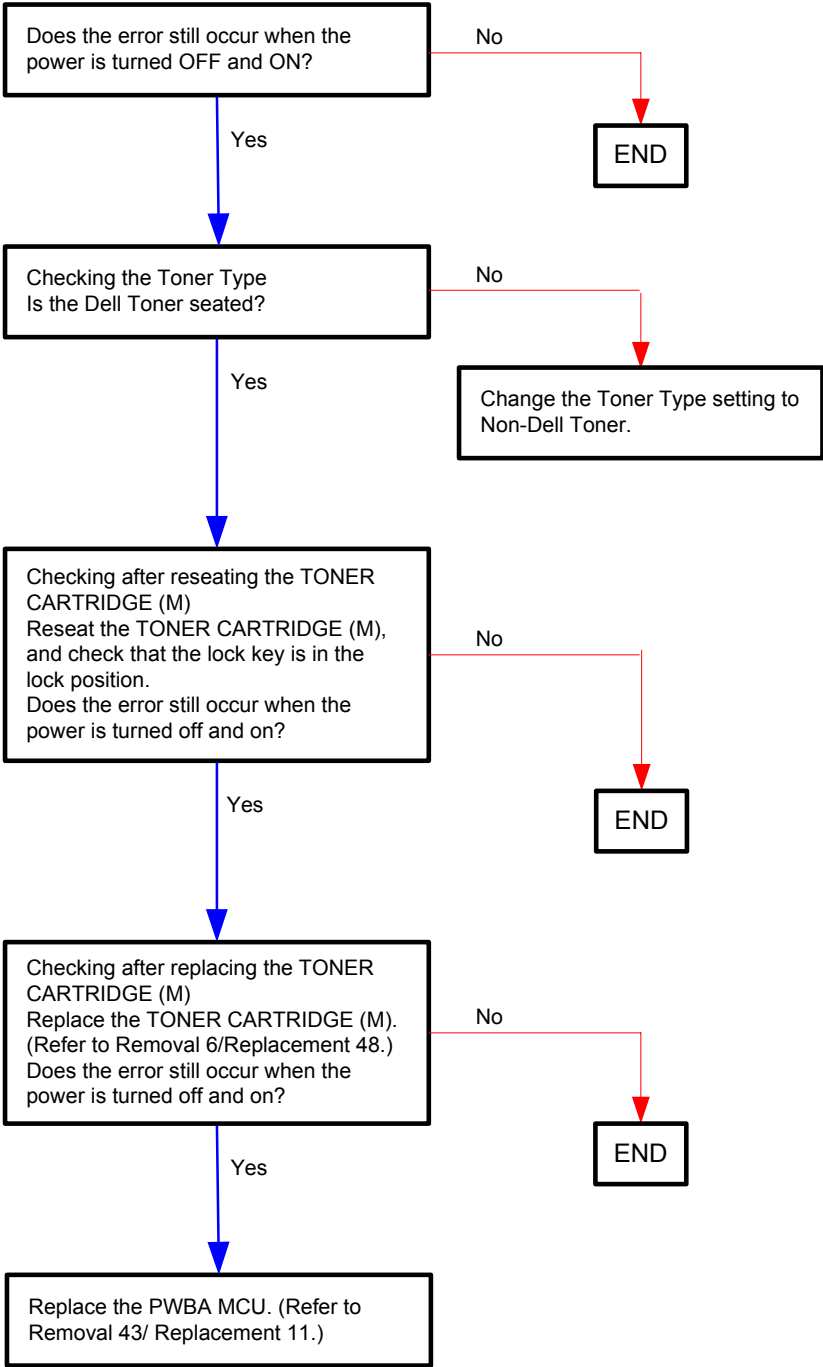 Does the error still occur when the
power is turned OFF and ON?
No
END
Yes
Checking the Toner Type
Is the Dell Toner seated?
No
Change the Toner Type setting to
Non-Dell Toner.
Yes
Checking after reseating the TONER
CARTRIDGE (M)
Reseat the TONER CARTRIDGE (M),
and check that the lock key is in the
lock position.
Does the error still occur when the
power is turned off and on?
No
END
Yes
Checking after replacing the TONER
CARTRIDGE (M)
Replace the TONER CARTRIDGE (M).
(Refer to Removal 6/Replacement 48.)
Does the error still occur when the
power is turned off and on?
No
END
Yes
Replace the PWBA MCU. (Refer to
Removal 43/ Replacement 11.)